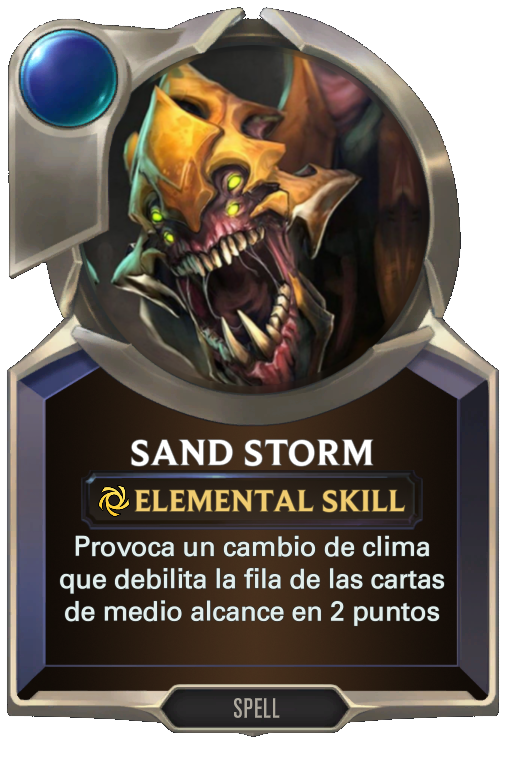 SAND STORM
ELEMENTAL SKILL
Provoca un cambio de clima
que debilita la fila de las cartas
de medio alcance en 2 puntos
SPELL